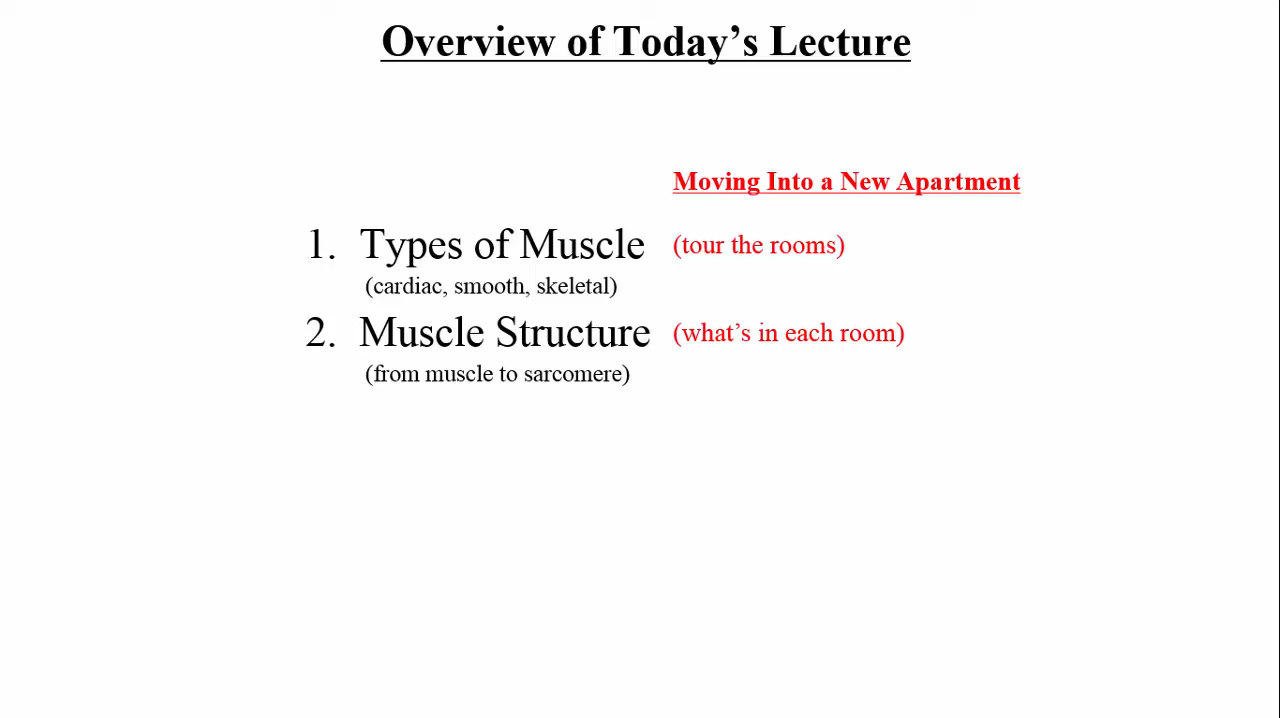 Overview of Today’s Lecture
Moving Into a New Apartment
1. Types of Muscle (tour the rooms)
(cardiac, smooth, skeletal)
2. Muscle Structure (what’s in each room)
(from muscle to sarcomere)